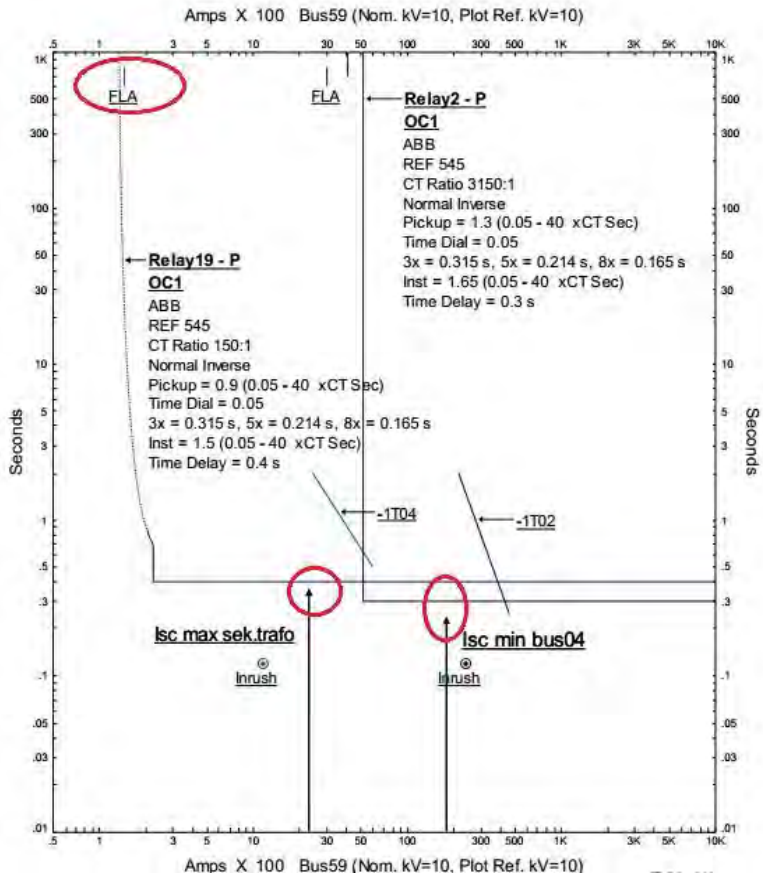 Amps X 100 Bus59 (Nom. kV=10, Plot Ref. kV=10)
.5 1 3 5 10 30 50 100 300 500 1K 3K 5K 10K
1K 1K
500 500
300 300
100 100
50 50
30 30
10 10
5 5
3 3
1 1
.5 .5
.3 .3
.1 .1
.05 .05
.03 .03
.01 .01
Seconds
Seconds
FLA
FLA
Relay2 - P
OC1
ABB
REF 545
CT Ratio 3150:1
Normal Inverse
Pickup = 1.3 (0.05 - 40 xCT Sec)
Time Dial = 0.05
3x = 0.315 s, 5x = 0.214 s, 8x = 0.165 s
Inst = 1.65 (0.05 - 40 xCT Sec)
Time Delay = 0.3 s
Relay19 - P
OC1
ABB
REF 545
CT Ratio 150:1
Normal Inverse
Pickup = 0.9 (0.05 - 40 xCT Sec)
Time Dial = 0.05
3x = 0.315 s, 5x = 0.214 s, 8x = 0.165 s
Inst = 1.5 (0.05 - 40 xCT Sec)
Time Delay = 0.4 s
-1T04
-1T02
Isc max sek.trafo
Isc min bus04
Inrush
Inrush
.5 1 3 5 10 30 50 100 300 500 1K 3K 5K 10K
Amps X 100 Bus59 (Nom. kV=10, Plot Ref. kV=10)